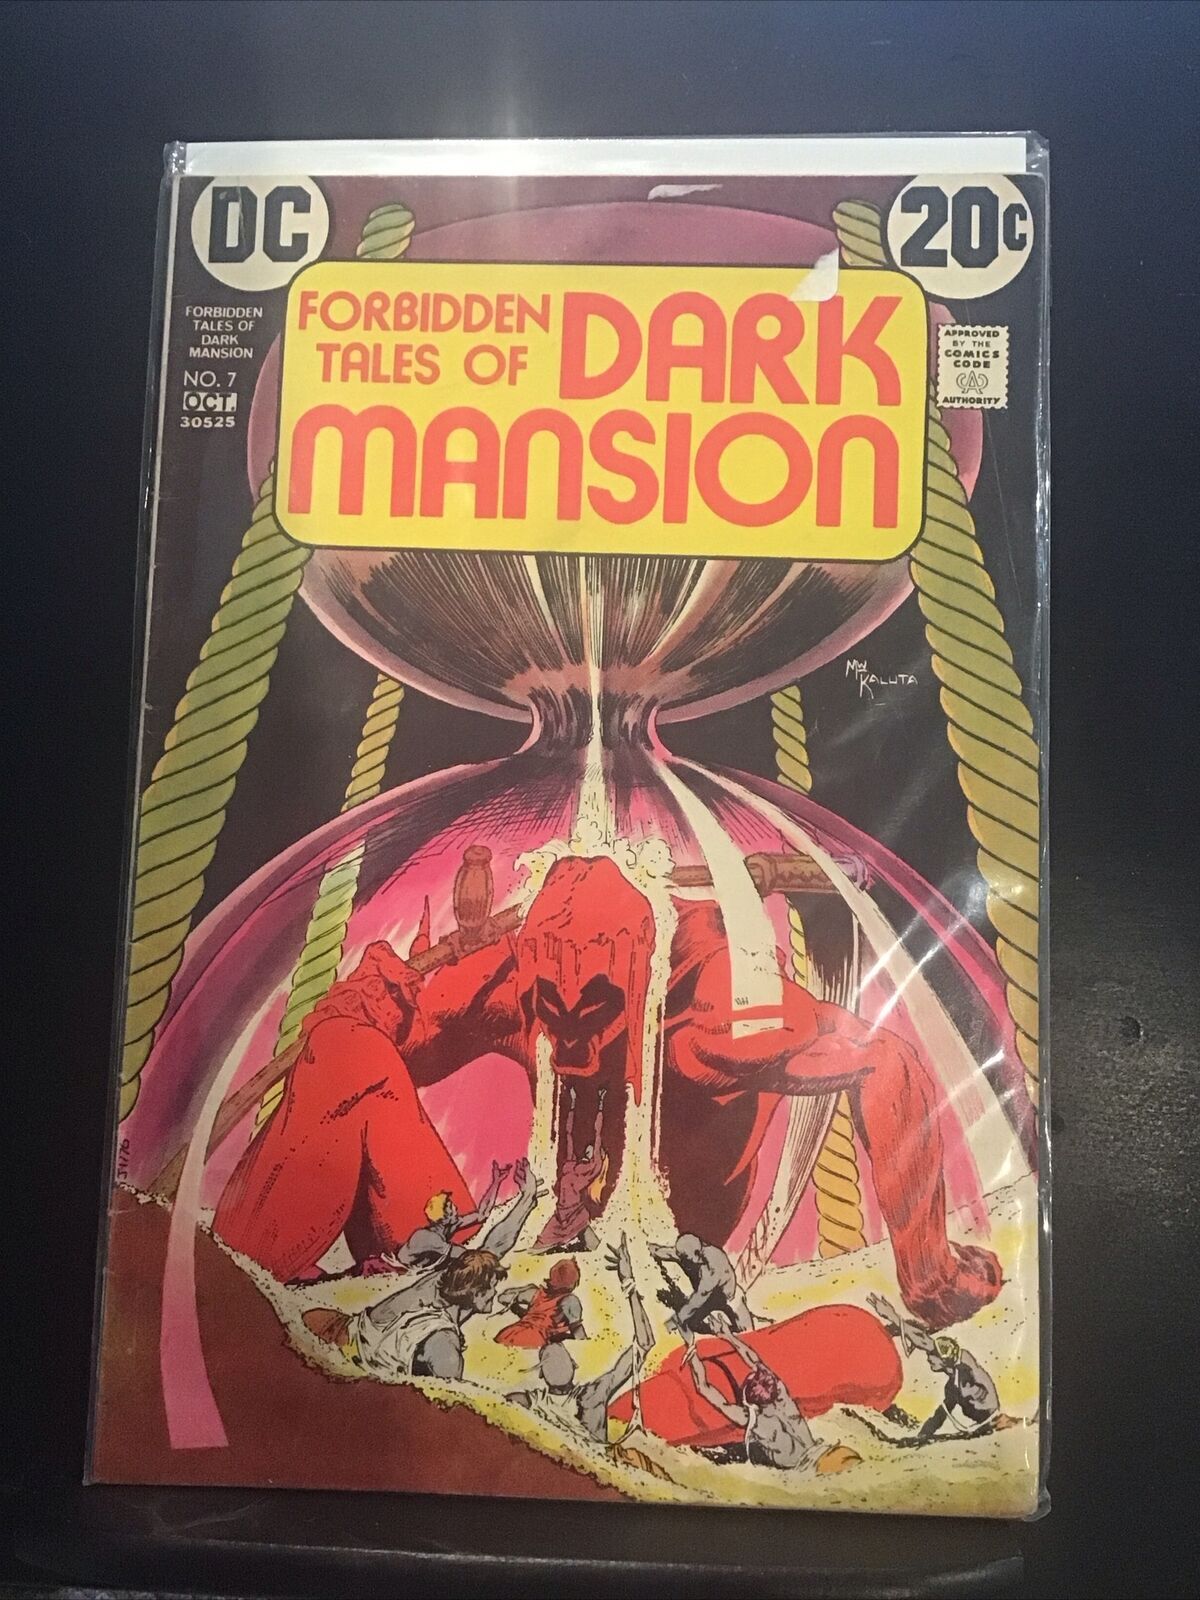 DC
20¢
FORBIDDEN
TALES OF
DARK
MANSION
NO. 7
OCT.
30525
FORBIDDEN
TALES OF
DARK
MANSION
APPROVED
BY THE
COMICS
CODE
AUTHORITY
MW
KALUTA